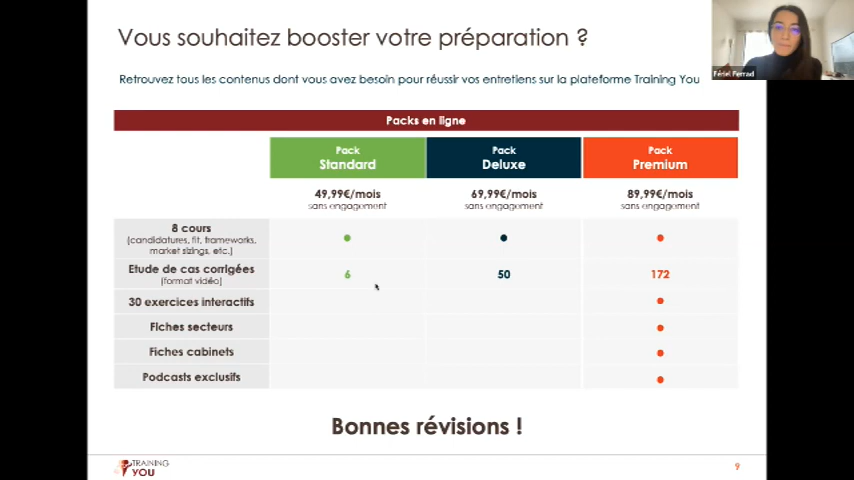 Vous souhaitez booster votre préparation ?
Fériel Ferrad
Retrouvez tous les contenus dont vous avez besoin pour réussir vos entretiens sur la plateforme Training You
Packs en ligne
Pack Standard
Pack Deluxe
Pack Premium
49,99€/mois
sans engagement
69,99€/mois
sans engagement
89,99€/mois
sans engagement
8 cours
(candidatures, fit, frameworks,
market sizings, etc.)
Etude de cas corrigées
(format vidéo)
6
50
172
30 exercices interactifs
Fiches secteurs
Fiches cabinets
Podcasts exclusifs
Bonnes révisions !
TRAINING
YOU
9